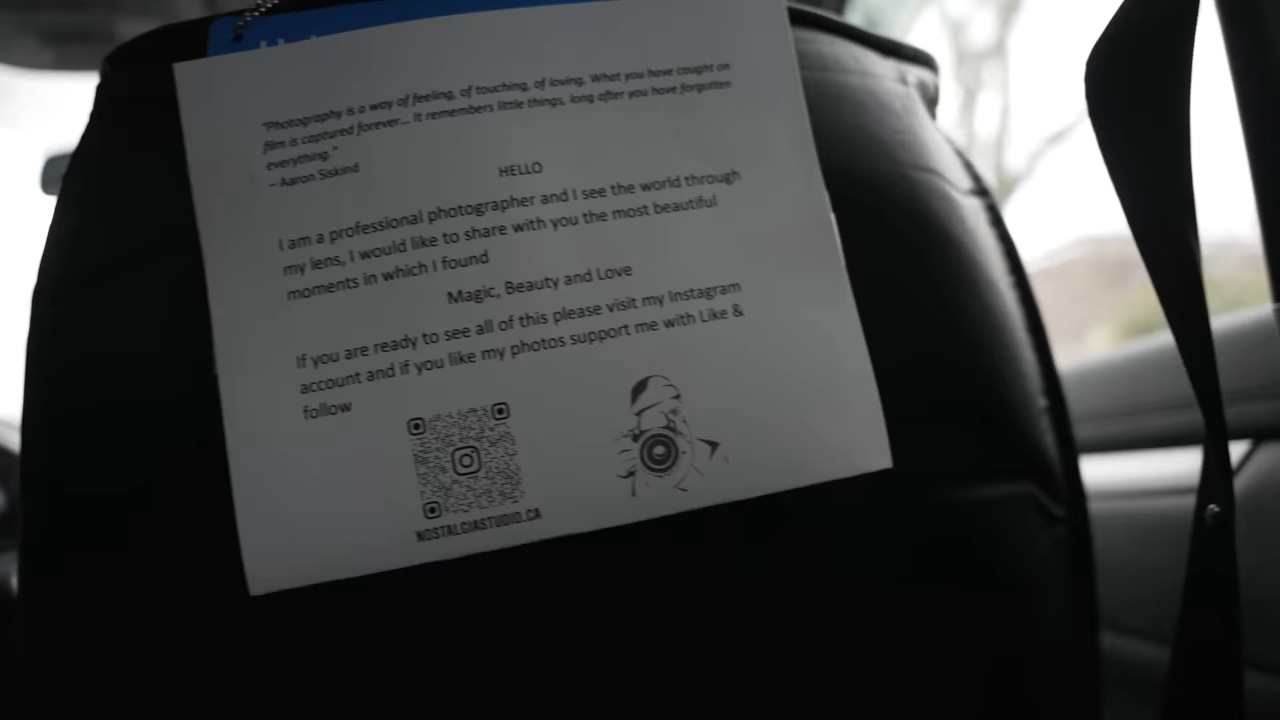 "Photography is a way of feeling, of touching, of loving. What you have caught on
film is captured forever... It remembers little things, long after you have forgotten
everything."
– Aaron Siskind
HELLO
I am a professional photographer and I see the world through
my lens, I would like to share with you the most beautiful
moments in which I found
Magic, Beauty and Love
If you are ready to see all of this please visit my Instagram
account and if you like my photos support me with Like &
follow
NOSTALGIASTUDIO.CA